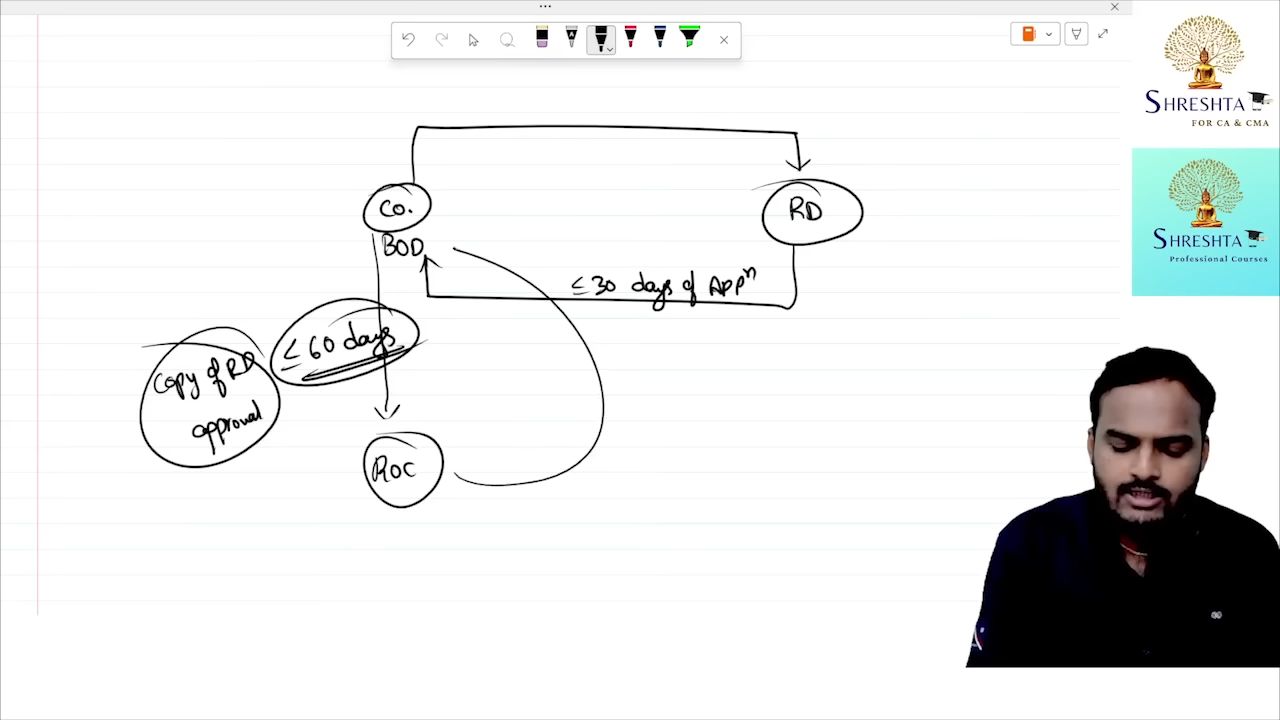 SHRESHTA
FOR CA & CMA
Co.
RD
BOD
SHRESHTA
Professional Courses
≤30 days of APPⁿ
≤ 60 days
copy of RD
approval
ROC